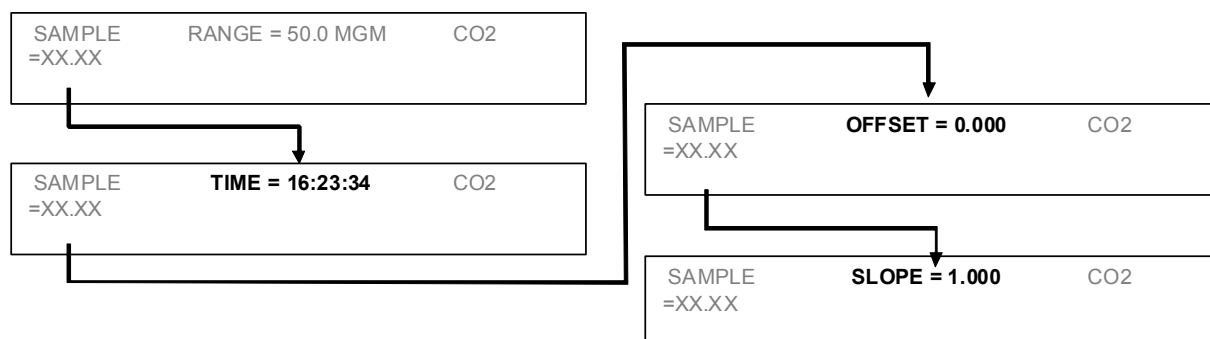 SAMPLE RANGE = 50.0 MGM CO2
=XX.XX
SAMPLE TIME = 16:23:34 CO2
=XX.XX
SAMPLE OFFSET = 0.000 CO2
=XX.XX
SAMPLE SLOPE = 1.000 CO2
=XX.XX